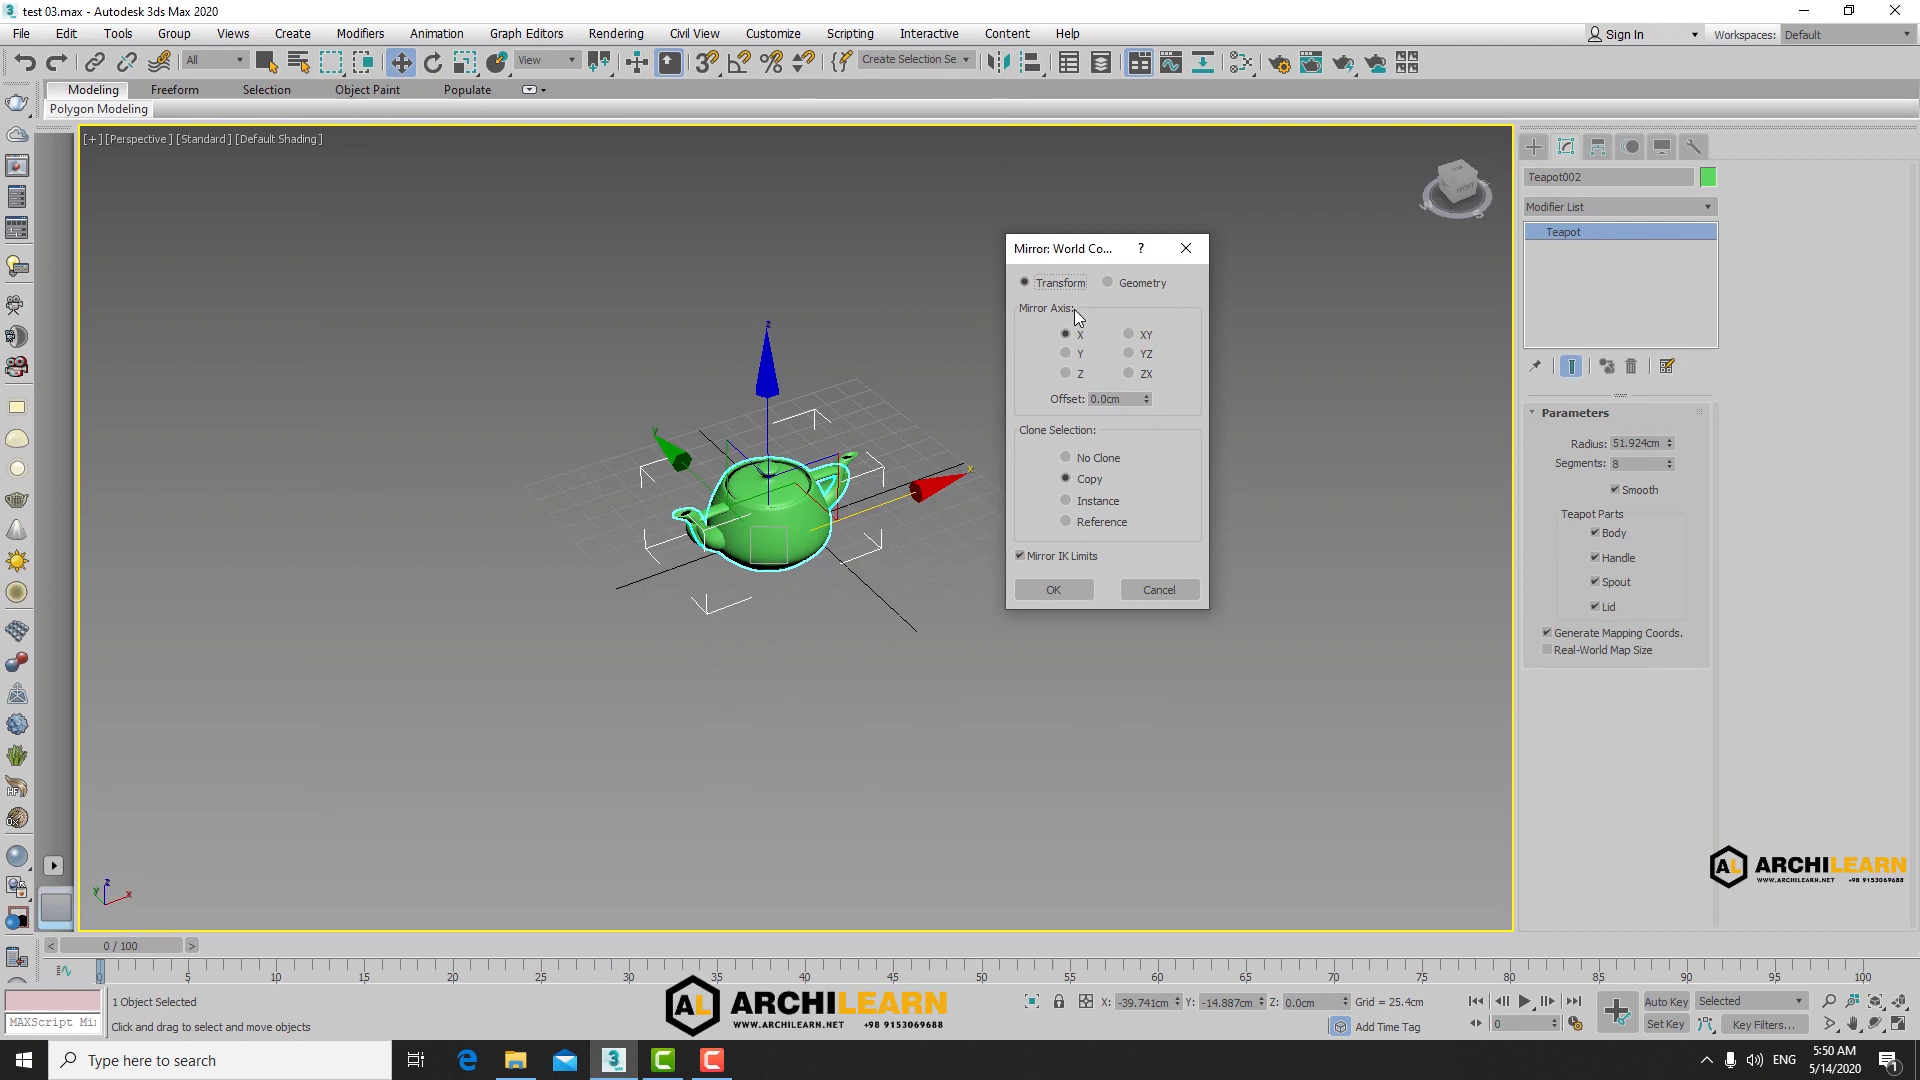 test 03.max - Autodesk 3ds Max 2020
File Edit Tools Group Views Create Modifiers Animation Graph Editors Rendering Civil View Customize Scripting Interactive Content Help Sign In Workspaces: Default
All View Create Selection Se
Modeling Freeform Selection Object Paint Populate
Polygon Modeling
[+] [Perspective] [Standard] [Default Shading]
FRONT
Teapot002
Modifier List
Teapot
Mirror: World Co... ?
Transform Geometry
Mirror Axis:
X XY
Y YZ
Z ZX
Offset: 0.0cm
Clone Selection:
No Clone
Copy
Instance
Reference
Mirror IK Limits
OK Cancel
z
y
x
Parameters
Radius: 51.924cm
Segments: 8
Smooth
Teapot Parts
Body
Handle
Spout
Lid
Generate Mapping Coords.
Real-World Map Size
AL ARCHILEARN
WWW.ARCHILEARN.NET +98 9153069688
z
y x
< 0 / 100 >
0 5 10 15 20 25 30 35 40 45 50 55 60 65 70 75 80 85 90 95 100
AL ARCHILEARN
WWW.ARCHILEARN.NET +98 9153069688
1 Object Selected
MAXScript Mi
Click and drag to select and move objects
X: -39.741cm Y: -14.887cm Z: 0.0cm Grid = 25.4cm
Add Time Tag
0
Auto Key Selected
Set Key Key Filters...
Type here to search
ENG
5:50 AM
5/14/2020
1